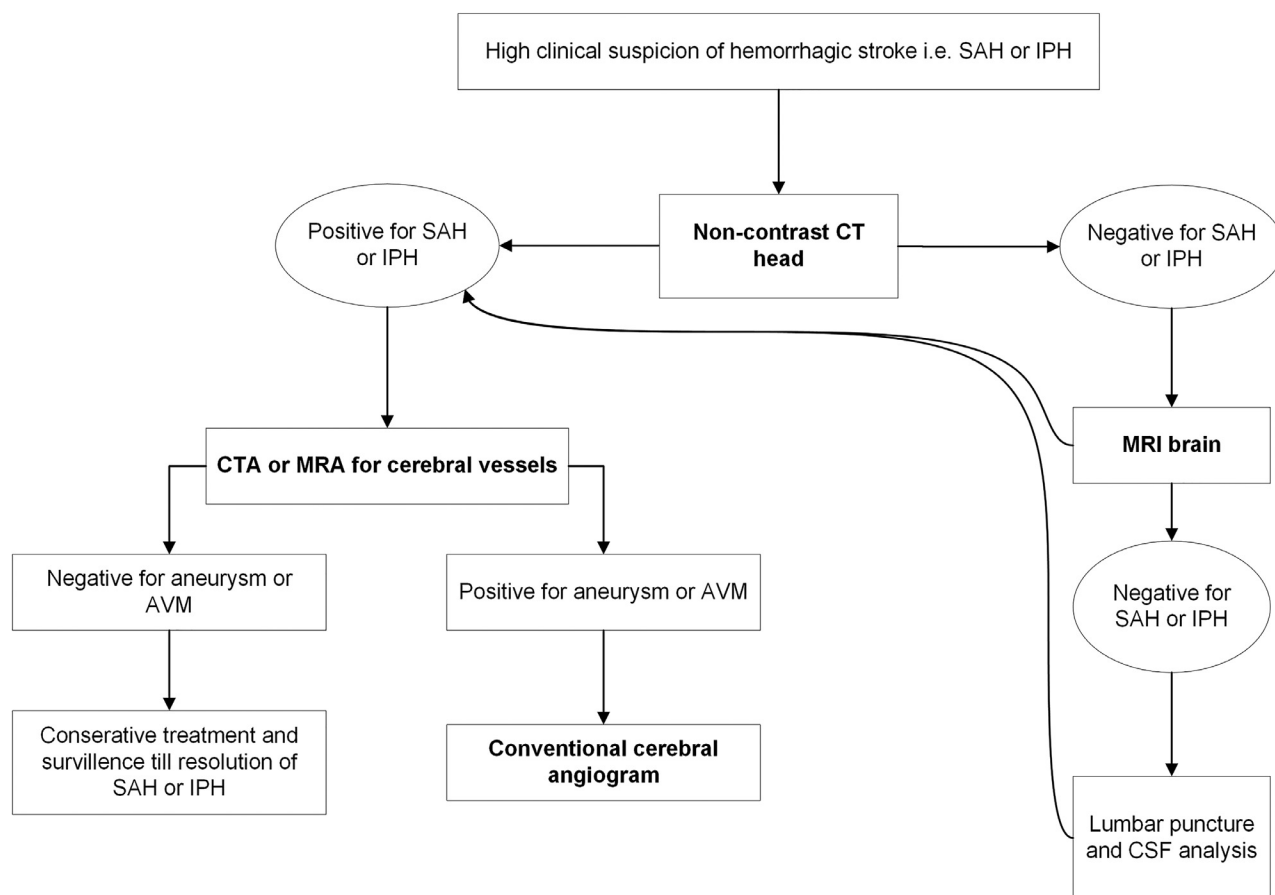 High clinical suspicion of hemorrhagic stroke i.e. SAH or IPH
Positive for SAH
or IPH
Non-contrast CT
head
Negative for SAH
or IPH
CTA or MRA for cerebral vessels
MRI brain
Negative for aneurysm or
AVM
Positive for aneurysm or AVM
Negative for
SAH or IPH
Conserative treatment and
survillence till resolution of
SAH or IPH
Conventional cerebral
angiogram
Lumbar puncture
and CSF analysis